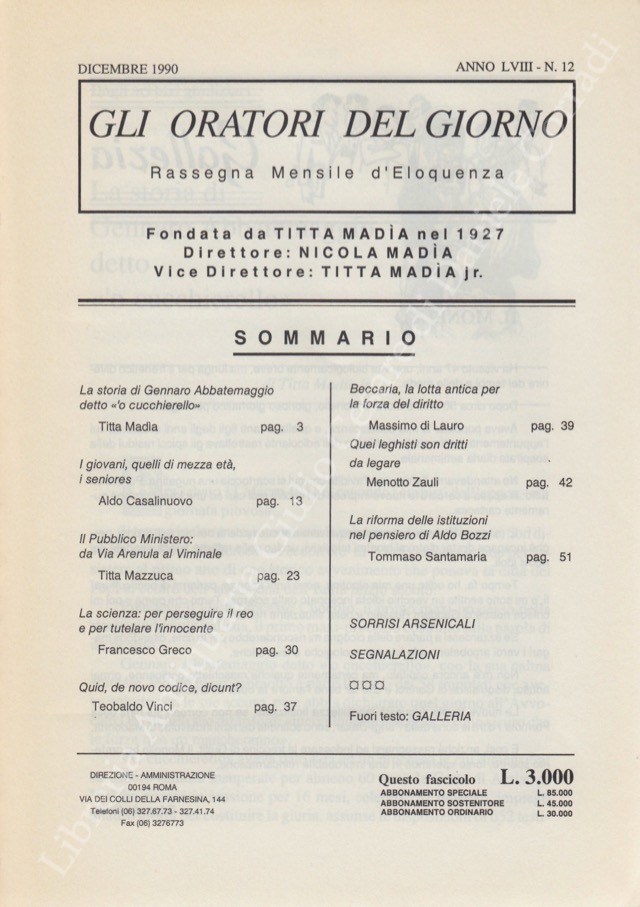 DICEMBRE 1990
ANNO LVIII - N. 12
GLI ORATORI DEL GIORNO
Rassegna Mensile d'Eloquenza
Fondata da TITTA MADÌA nel 1927
Direttore: NICOLA MADÌA
Vice Direttore: TITTA MADÌA jr.
SOMMARIO
La storia di Gennaro Abbatemaggio
detto «'o cucchierello»
Titta Madìa pag. 3
I giovani, quelli di mezza età,
i seniores
Aldo Casalinuovo pag. 13
Il Pubblico Ministero:
da Via Arenula al Viminale
Titta Mazzuca pag. 23
La scienza: per perseguire il reo
e per tutelare l'innocente
Francesco Greco pag. 30
Quid, de novo codice, dicunt?
Teobaldo Vinci pag. 37
Beccaria, la lotta antica per
la forza del diritto
Massimo di Lauro pag. 39
Quei leghisti son dritti
da legare
Menotto Zauli pag. 42
La riforma delle istituzioni
nel pensiero di Aldo Bozzi
Tommaso Santamaria pag. 51
SORRISI ARSENICALI
SEGNALAZIONI
Fuori testo: GALLERIA
DIREZIONE - AMMINISTRAZIONE
00194 ROMA
VIA DEI COLLI DELLA FARNESINA, 144
Telefoni (06) 327.67.73 - 327.41.74
Fax (06) 3276773
Questo fascicolo L. 3.000
ABBONAMENTO SPECIALE L. 85.000
ABBONAMENTO SOSTENITORE L. 45.000
ABBONAMENTO ORDINARIO L. 30.000